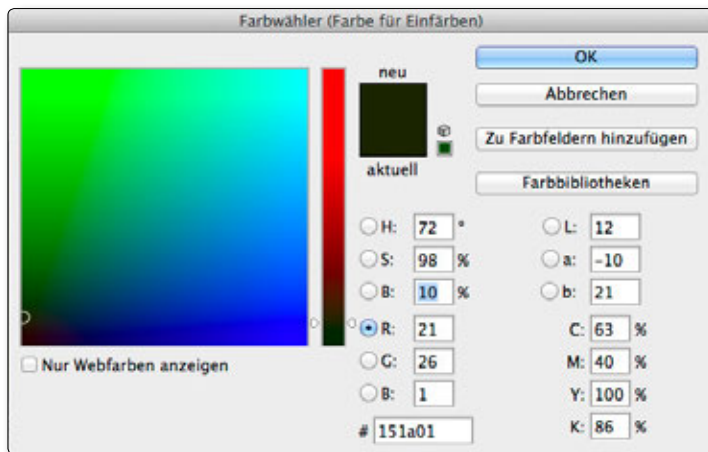 Farbwähler (Farbe für Einfärben)
OK
neu
Abbrechen
Zu Farbfeldern hinzufügen
aktuell
Farbbibliotheken
H: 72 °
L: 12
S: 98 %
a: -10
B: 10 %
b: 21
R: 21
C: 63 %
Nur Webfarben anzeigen
G: 26
M: 40 %
B: 1
Y: 100 %
# 151a01
K: 86 %